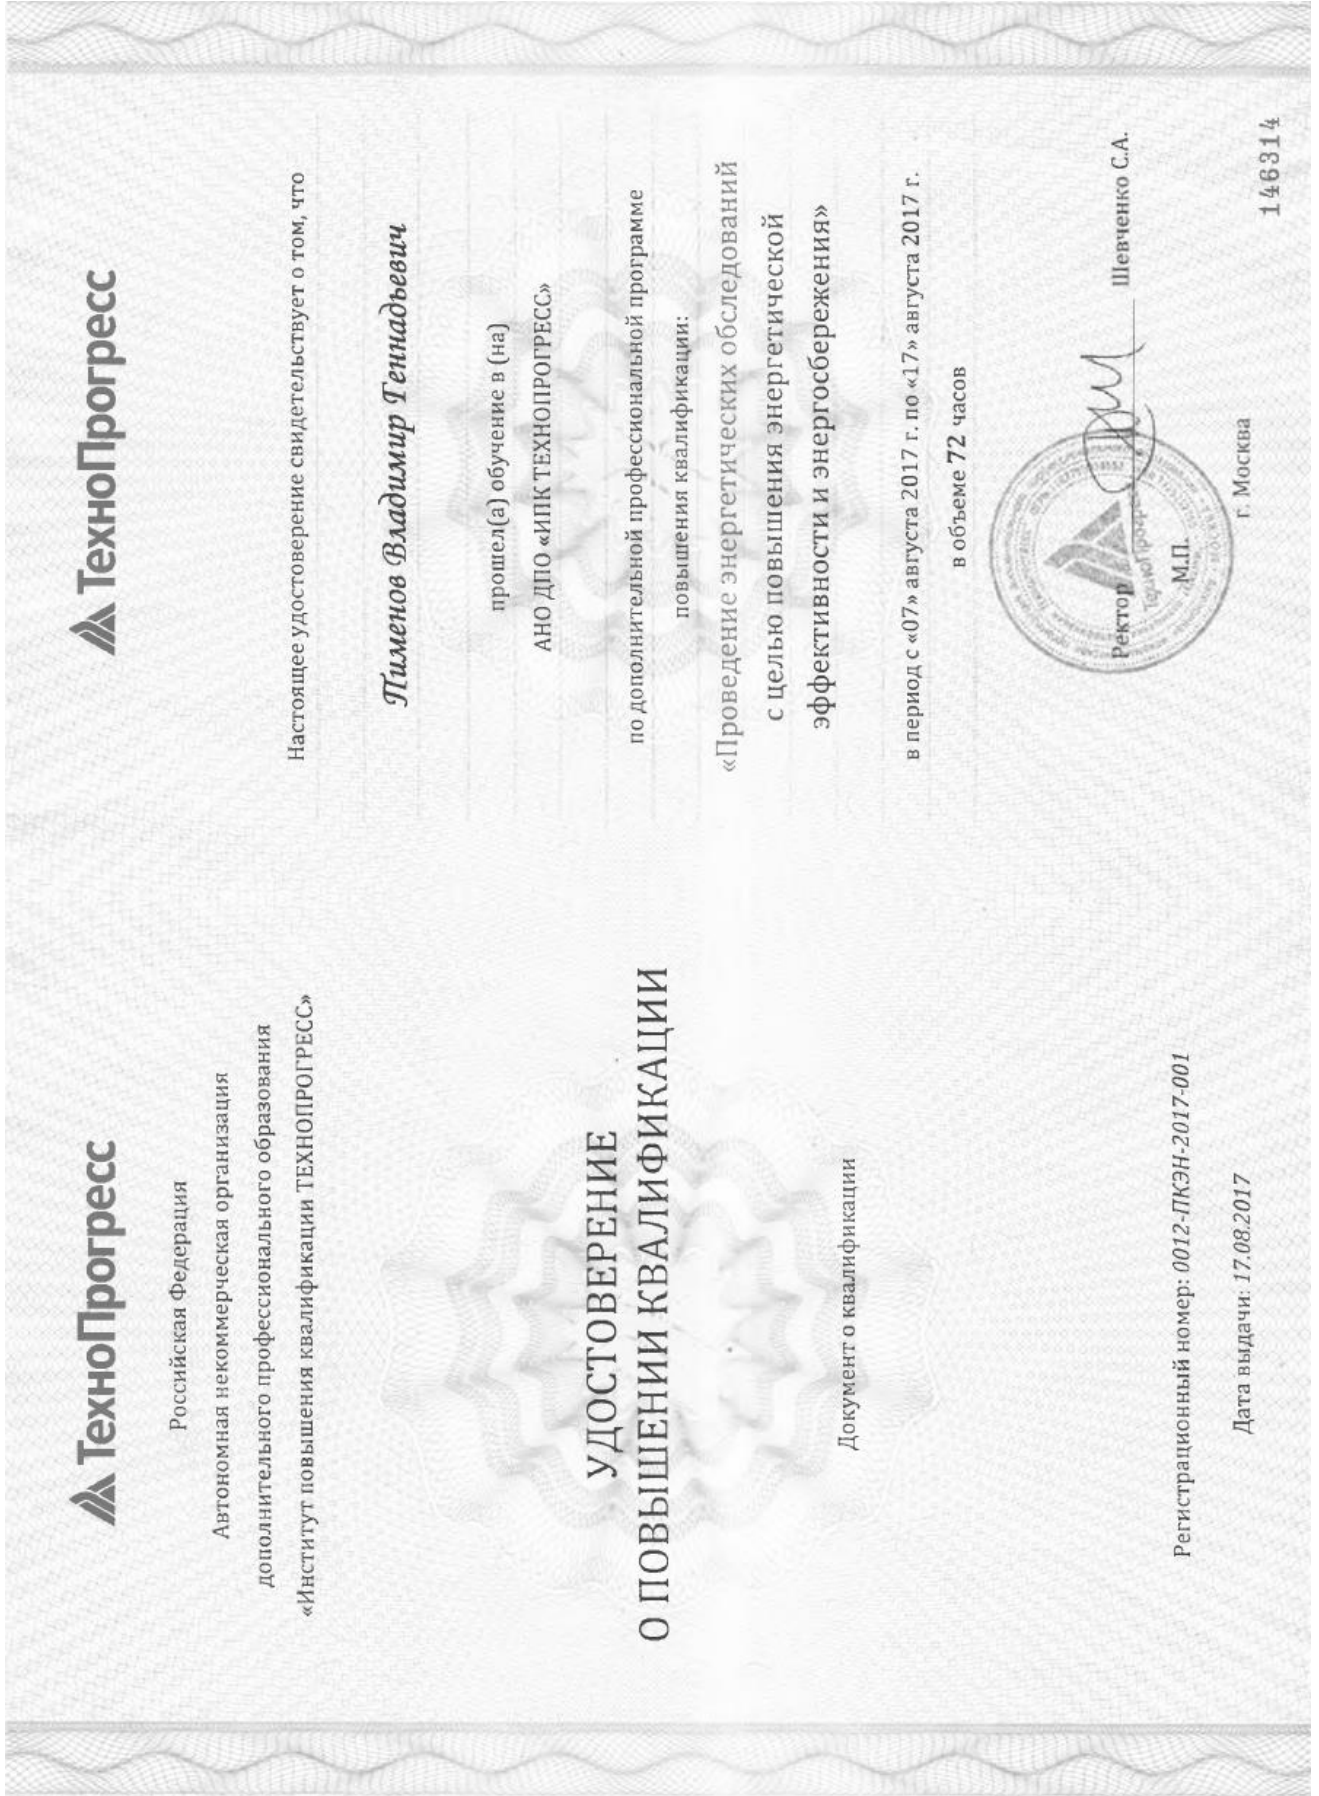 ТехноПрогресс
Российская Федерация
Автономная некоммерческая организация
дополнительного профессионального образования
«Институт повышения квалификации ТЕХНОПРОГРЕСС»
УДОСТОВЕРЕНИЕ
О ПОВЫШЕНИИ КВАЛИФИКАЦИИ
Документ о квалификации
Регистрационный номер: 0012-ПКЭН-2017-001
Дата выдачи: 17.08.2017
ТехноПрогресс
Настоящее удостоверение свидетельствует о том, что
Пименов Владимир Геннадьевич
прошел(а) обучение в (на)
АНО ДПО «ИПК ТЕХНОПРОГРЕСС»
по дополнительной профессиональной программе
повышения квалификации:
«Проведение энергетических обследований
с целью повышения энергетической
эффективности и энергосбережения»
в период с «07» августа 2017 г. по «17» августа 2017 г.
в объеме 72 часов
Ректор Шевченко С.А.
М.П.
г. Москва
146314